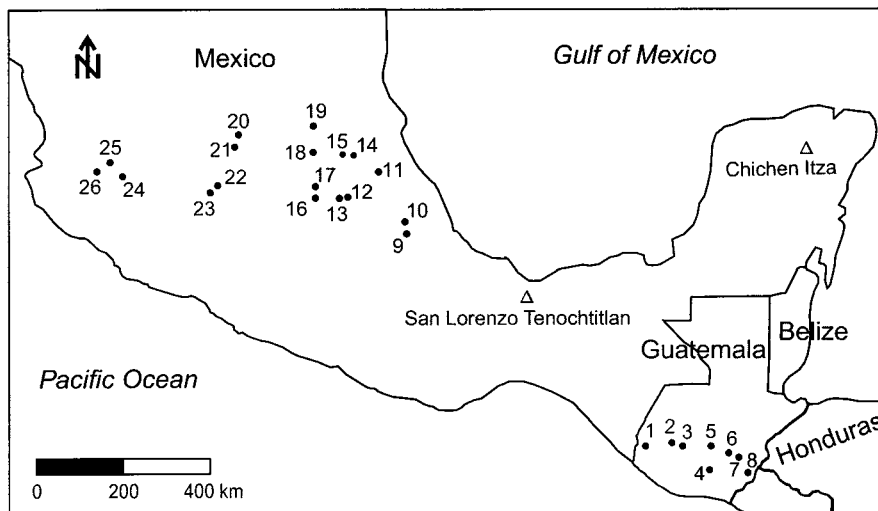 N
Mexico
Gulf of Mexico
19
20
15 14
25
21
18
11
Chichen Itza
17
22
26
24
12
23
16
13
10
9
San Lorenzo Tenochtitlan
Belize
Guatemala
Pacific Ocean
Honduras
1 2 3 5 6
4 7 8
0 200 400 km